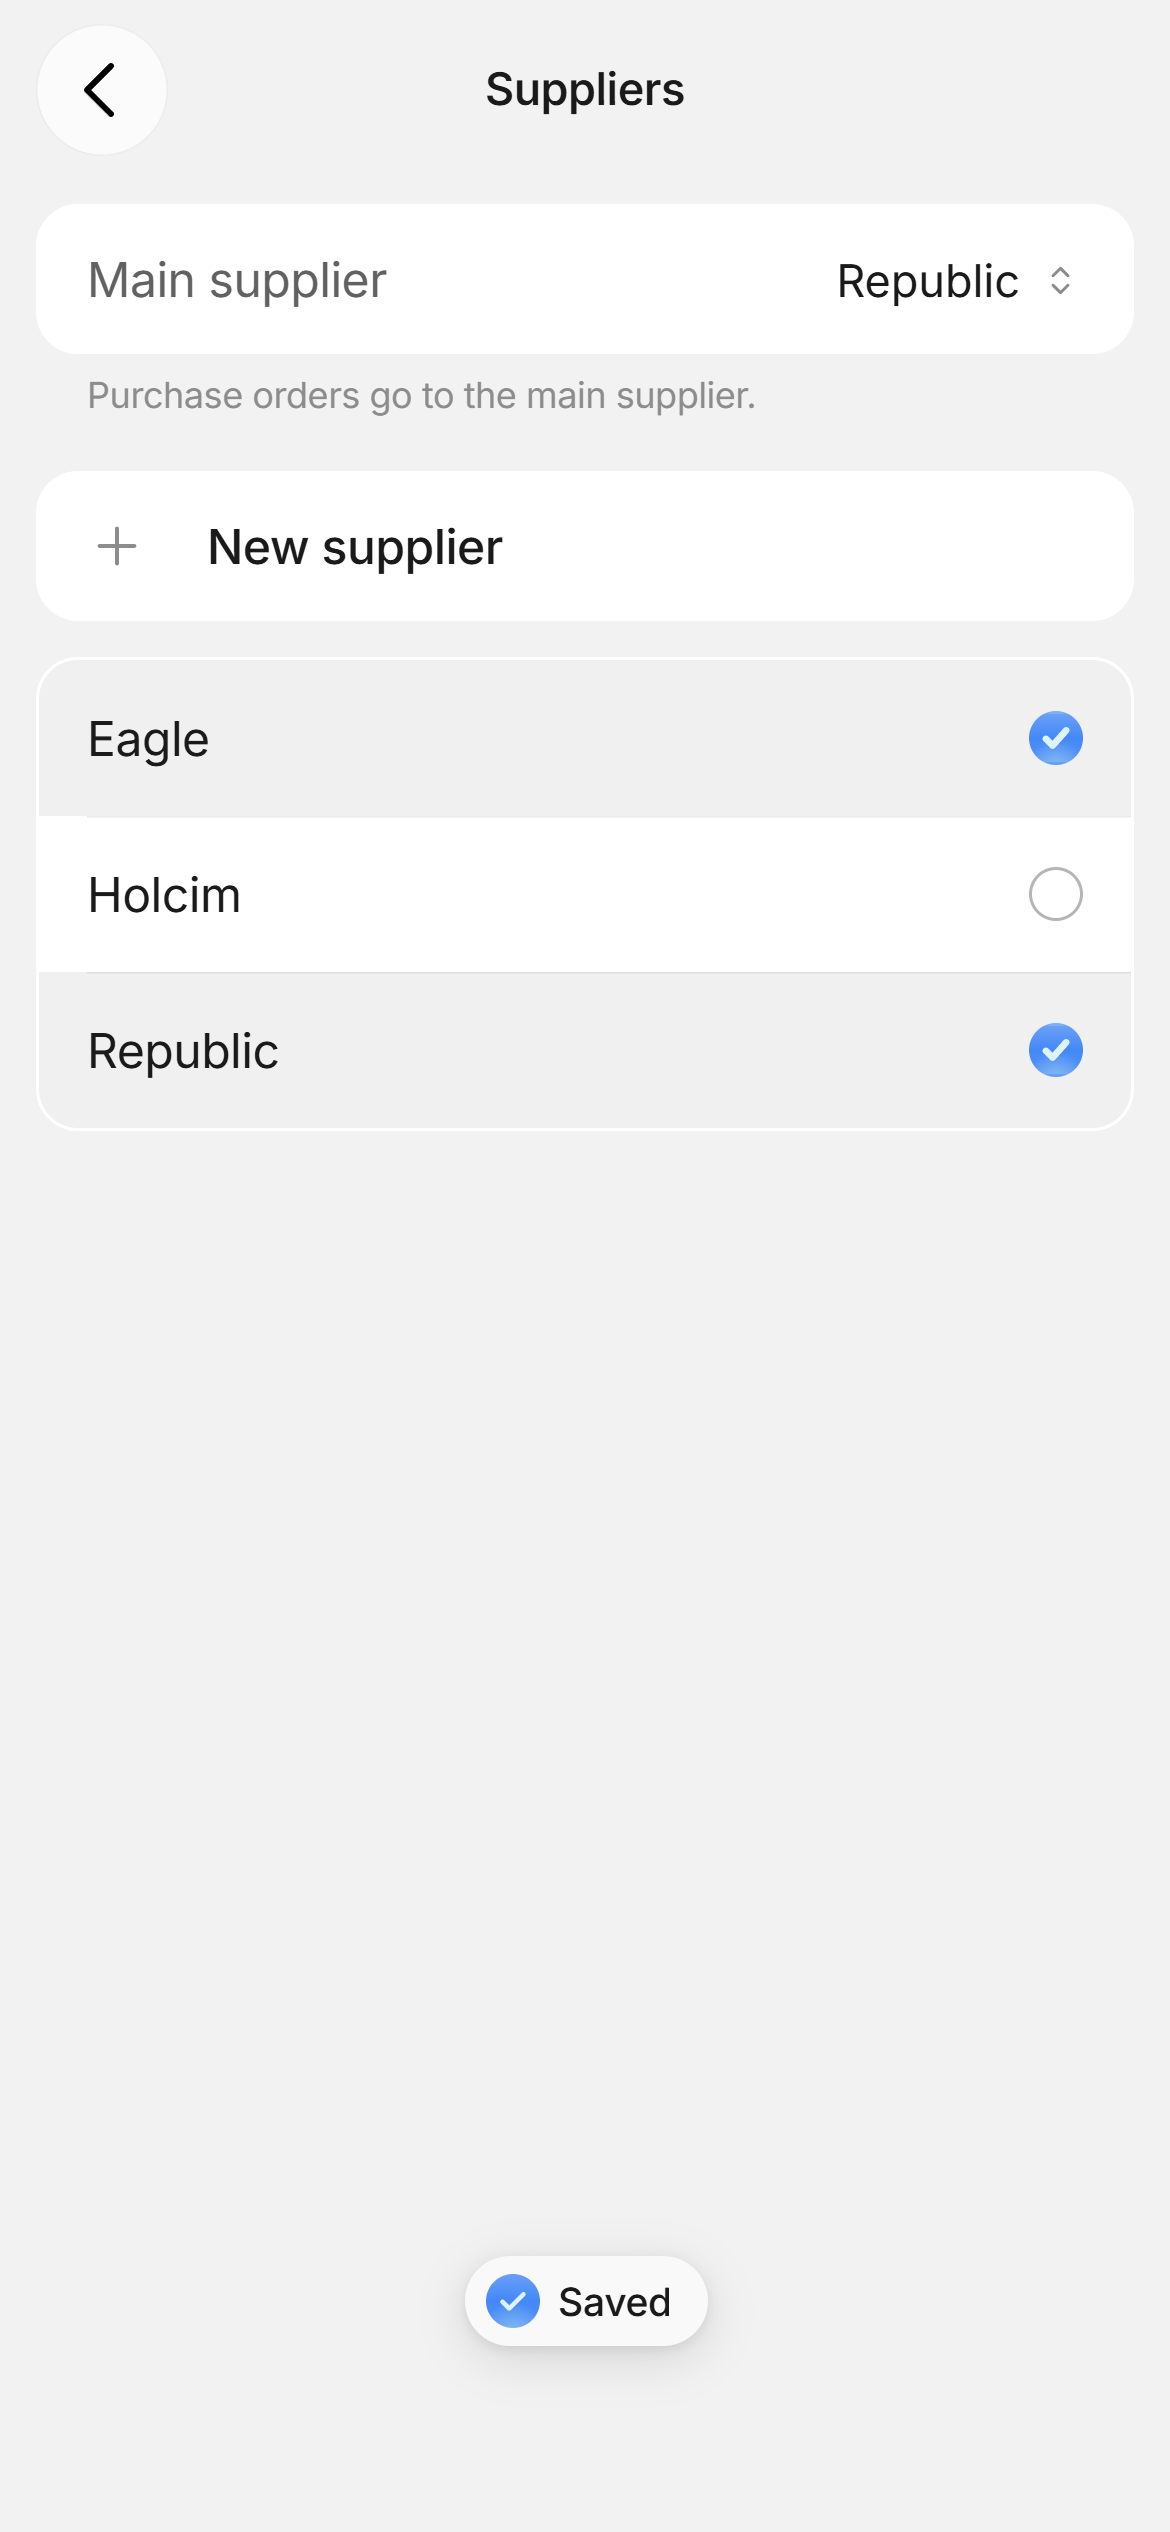 Suppliers
Main supplier
Republic
Purchase orders go to the main supplier.
New supplier
Eagle
Holcim
Republic
Saved